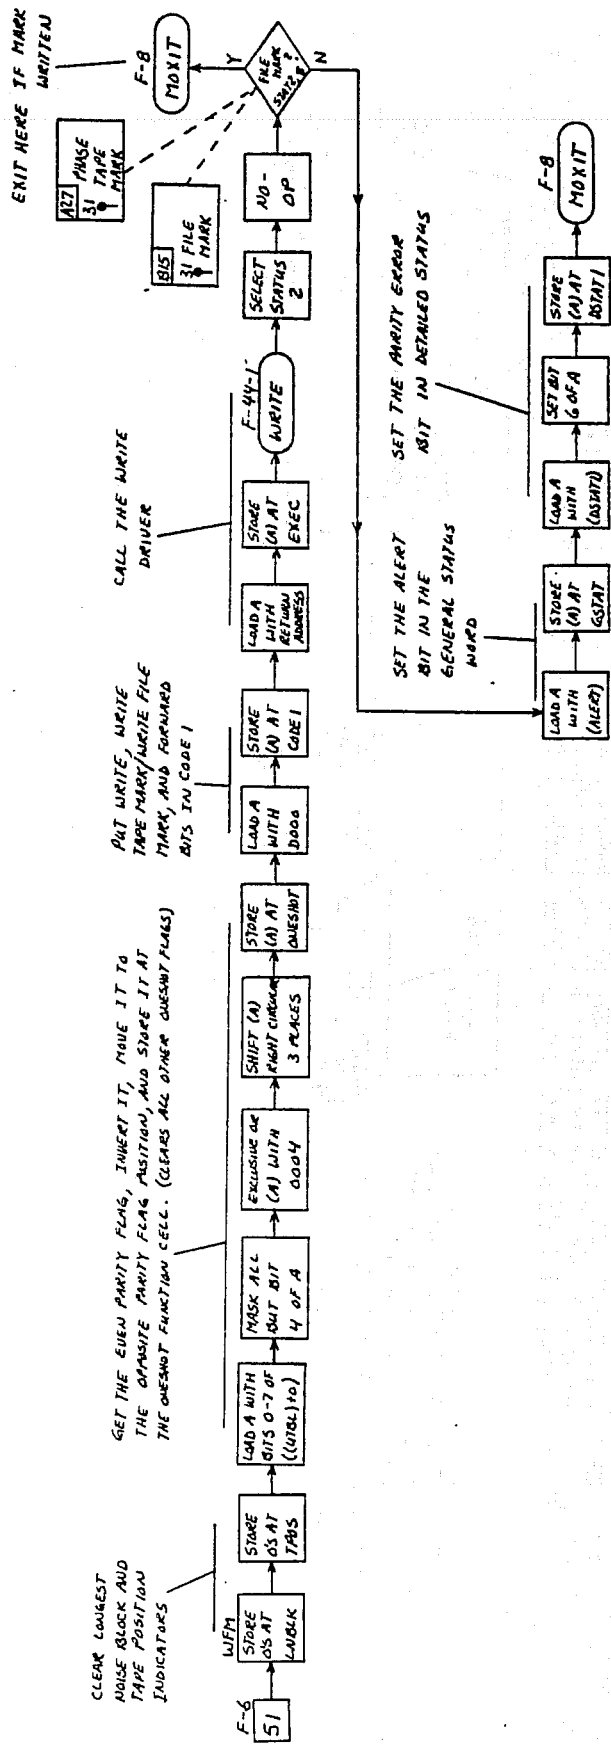 CLEAR LONGEST
NOISE BLOCK AND
TAPE POSITION
INDICATORS
F-6
51
WFM
STORE
0'S AT
LNBLK
STORE
0'S AT
TPOS
GET THE EVEN PARITY FLAG, INVERT IT, MOVE IT TO
THE OPPOSITE PARITY FLAG POSITION, AND STORE IT AT
THE ONESHOT FUNCTION CELL. (CLEARS ALL OTHER ONESHOT FLAGS)
LOAD A WITH
BITS 0-7 OF
((UTBL)+0)
MASK ALL
BUT BIT
4 OF A
EXCLUSIVE OR
(A) WITH
0004
SHIFT (A)
RIGHT CIRCULAR
3 PLACES
STORE
(A) AT
ONESHOT
PUT WRITE, WRITE
TAPE MARK/WRITE FILE
MARK, AND FORWARD
BITS IN CODE 1
LOAD A
WITH
D000
STORE
(A) AT
CODE 1
CALL THE WRITE
DRIVER
LOAD A
WITH
RETURN
ADDRESS
STORE
(A) AT
EXEC
F-44-1
WRITE
SELECT
STATUS
2
NO-
OP
B15
31 FILE
MARK
A27
31 PHASE
TAPE
MARK
FILE
MARK
?
STAT2,
Y
N
EXIT HERE IF MARK
WRITTEN
F-8
MOXIT
SET THE ALERT
BIT IN THE
GENERAL STATUS
WORD
LOAD A
WITH
(ALERT)
STORE
(A) AT
GSTAT
SET THE PARITY ERROR
BIT IN DETAILED STATUS
LOAD A
WITH
(DSTAT1)
SET BIT
6 OF A
STORE
(A) AT
DSTAT1
F-8
MOXIT